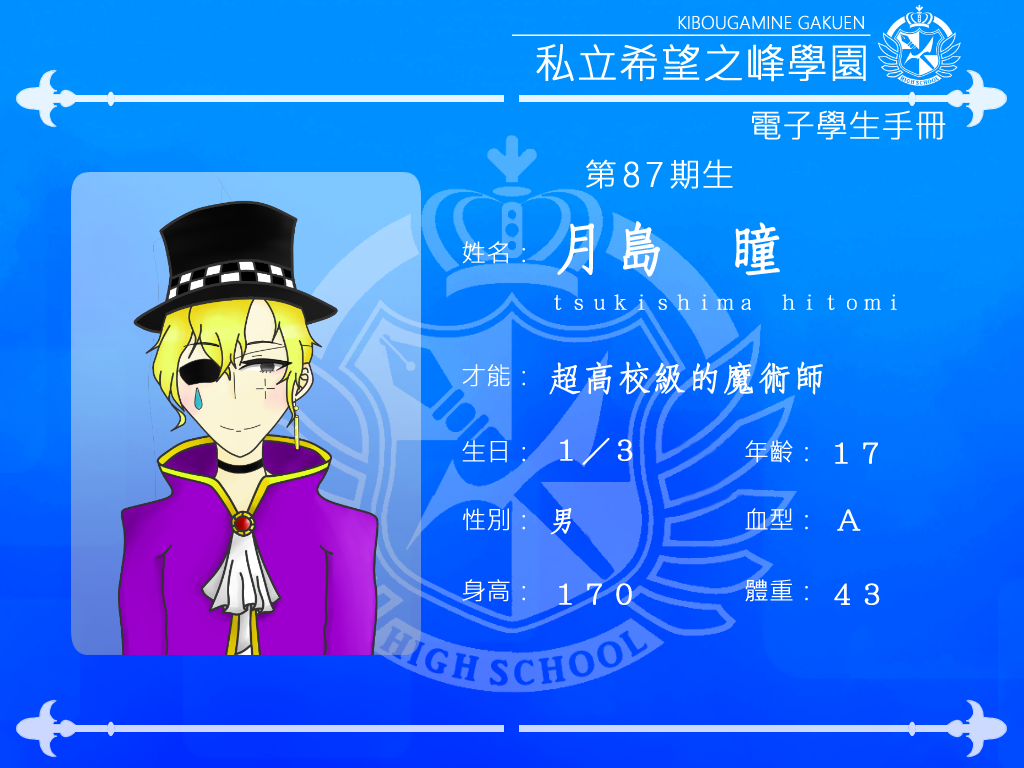 KIBOUGAMINE GAKUEN
私立希望之峰學園
HIGH SCHOOL
電子學生手冊
第87期生
姓名： 月島 瞳
tsukishima hitomi
才能： 超高校級的魔術師
生日： 1／3 年齡： 17
性別： 男 血型： A
身高： 170 體重： 43
HIGH SCHOOL